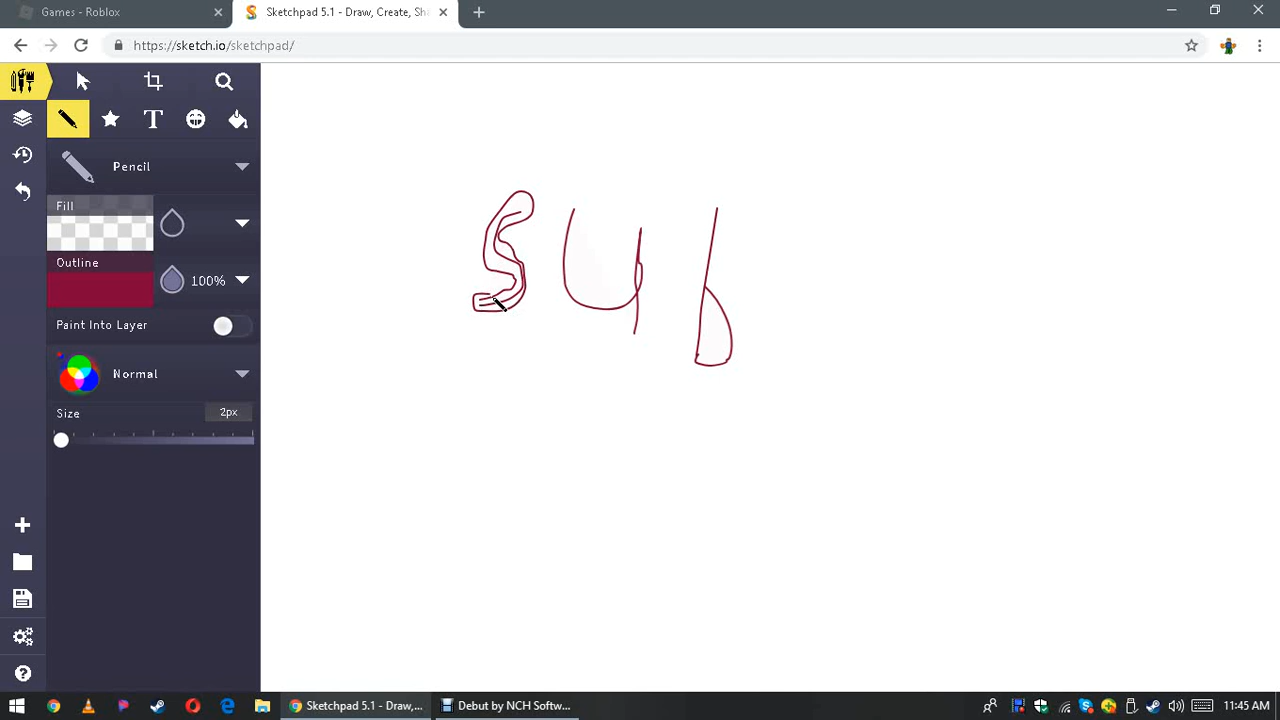 Games - Roblox
Sketchpad 5.1 - Draw, Create, Sh
https://sketch.io/sketchpad/
T
Pencil
Fill
Outline
100%
Paint Into Layer
Normal
Size
2px
sub
Sketchpad 5.1 - Draw,...
Debut by NCH Softw...
11:45 AM